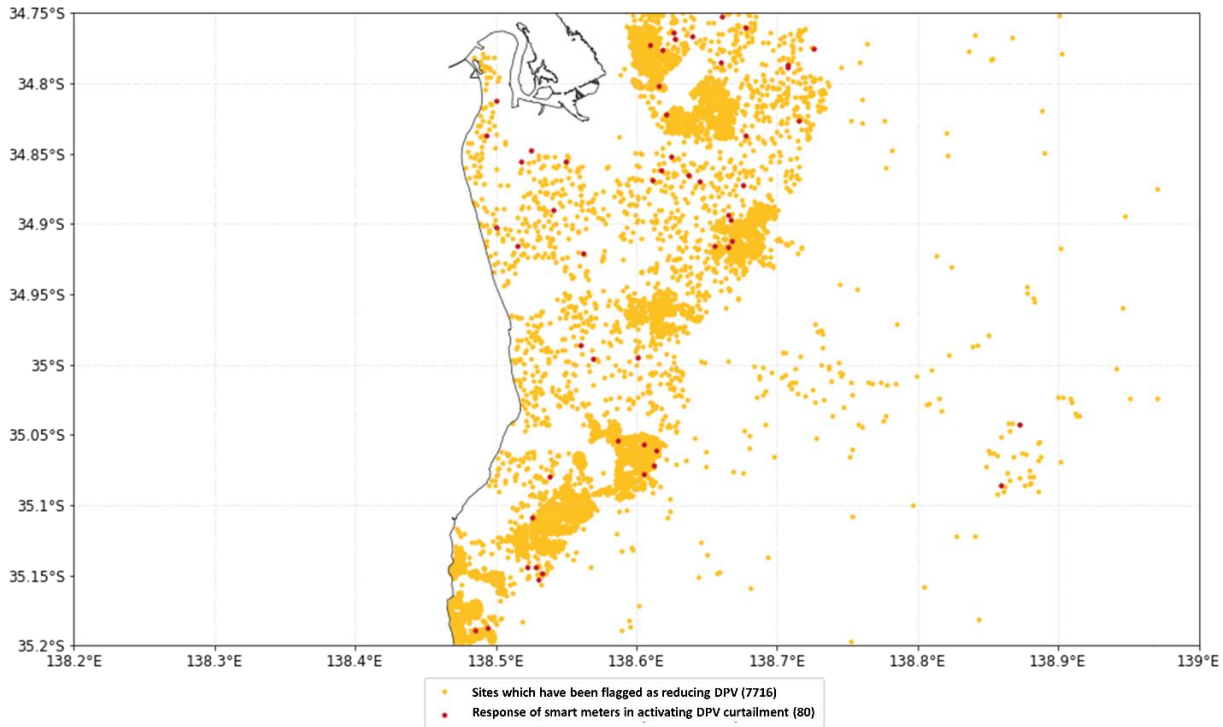 34.75°S
34.8°S
34.85°S
34.9°S
34.95°S
35°S
35.05°S
35.1°S
35.15°S
35.2°S
138.2°E 138.3°E 138.4°E 138.5°E 138.6°E 138.7°E 138.8°E 138.9°E 139°E
Sites which have been flagged as reducing DPV (7716)
Response of smart meters in activating DPV curtailment (80)